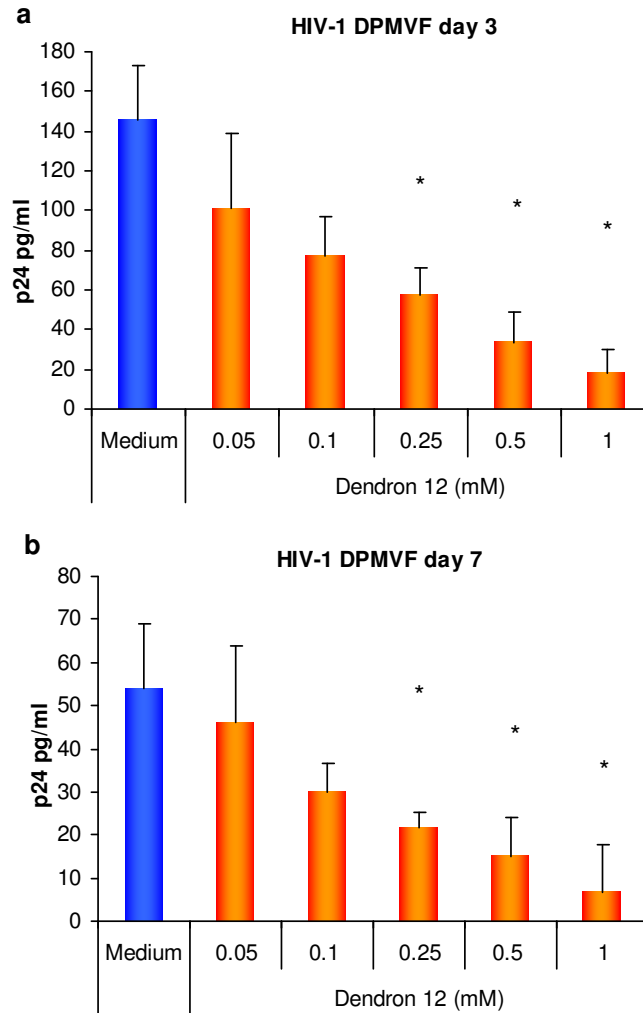 a
HIV-1 DPMVF day 3
p24 pg/ml
180
160
140
120
100
80
60
40
20
0
* * *
Medium 0.05 0.1 0.25 0.5 1
Dendron 12 (mM)
b
HIV-1 DPMVF day 7
p24 pg/ml
80
70
60
50
40
30
20
10
0
* * *
Medium 0.05 0.1 0.25 0.5 1
Dendron 12 (mM)